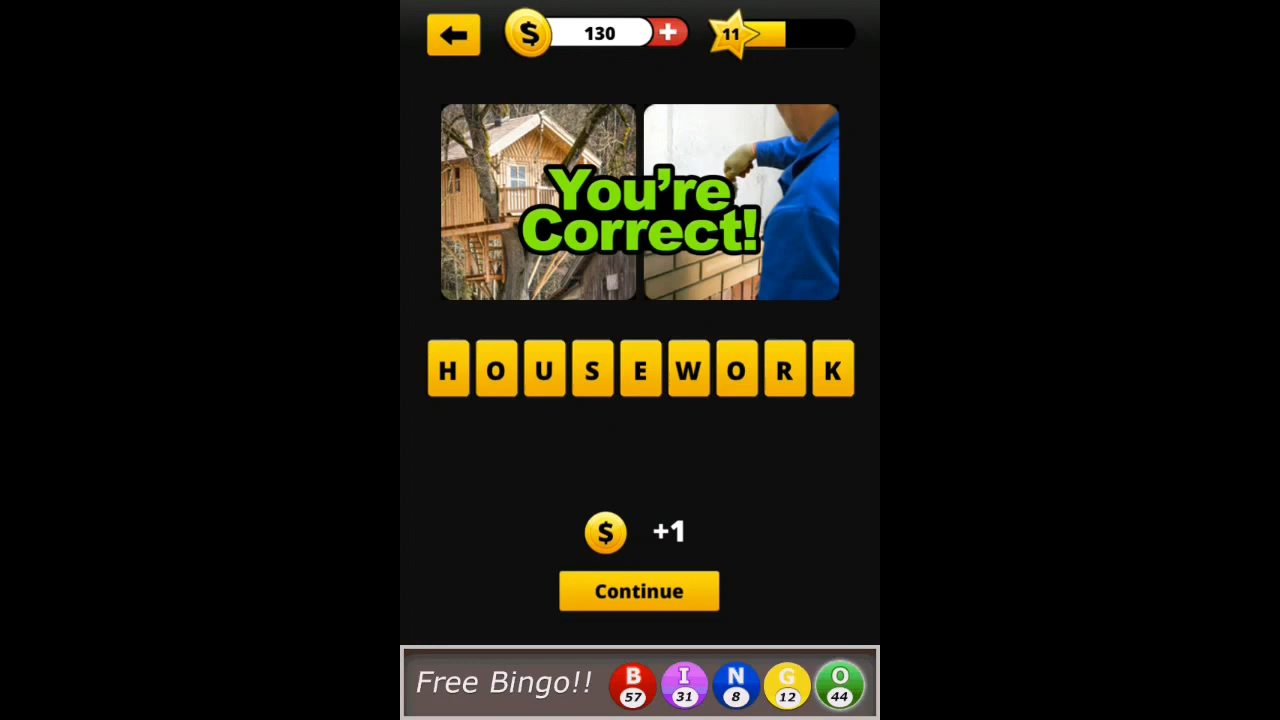 $ 130 + 11
You're
Correct!
H O U S E W O R K
$ +1
Continue
Free Bingo!! B I N G O
57 31 8 12 44